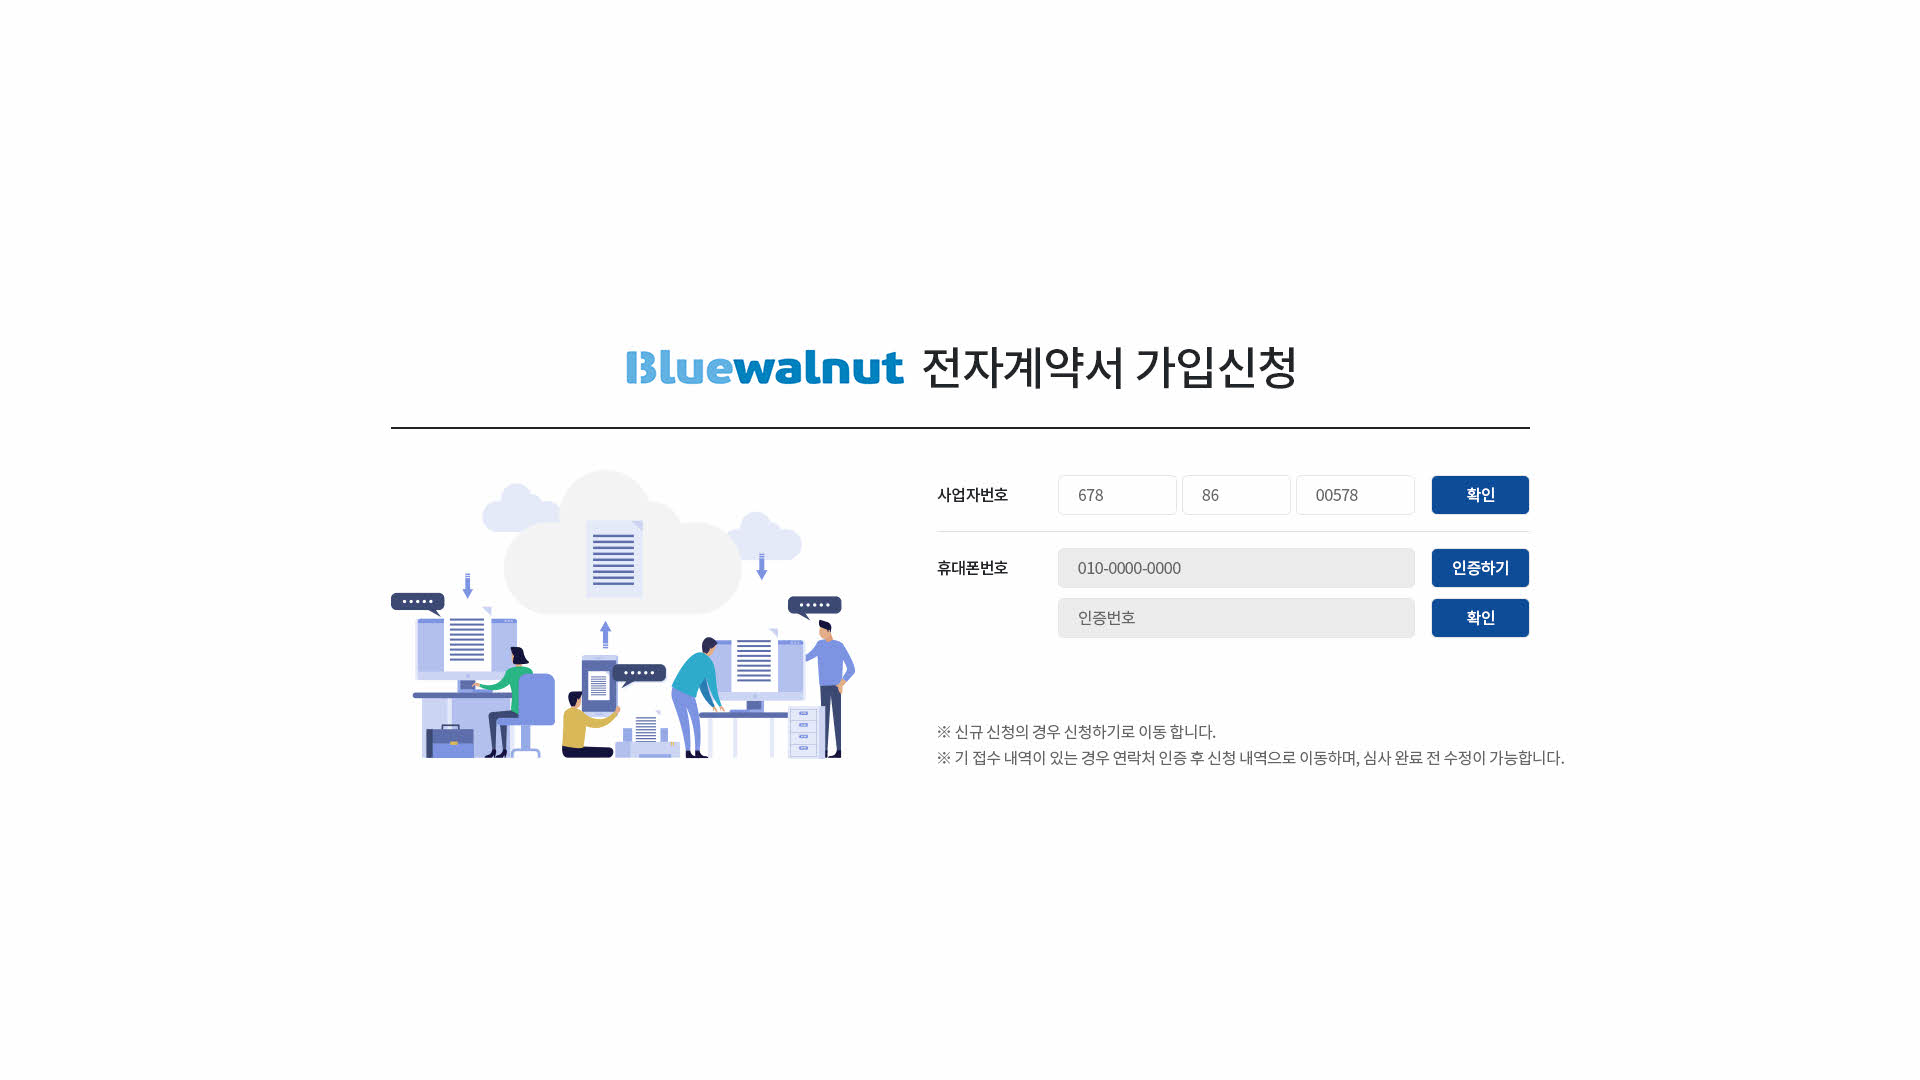 Bluewalnut 전자계약서 가입신청
사업자번호 678 86 00578 확인
휴대폰번호 010-0000-0000 인증하기
인증번호 확인
※ 신규 신청의 경우 신청하기로 이동 합니다.
※ 기 접수 내역이 있는 경우 연락처 인증 후 신청 내역으로 이동하며, 심사 완료 전 수정이 가능합니다.